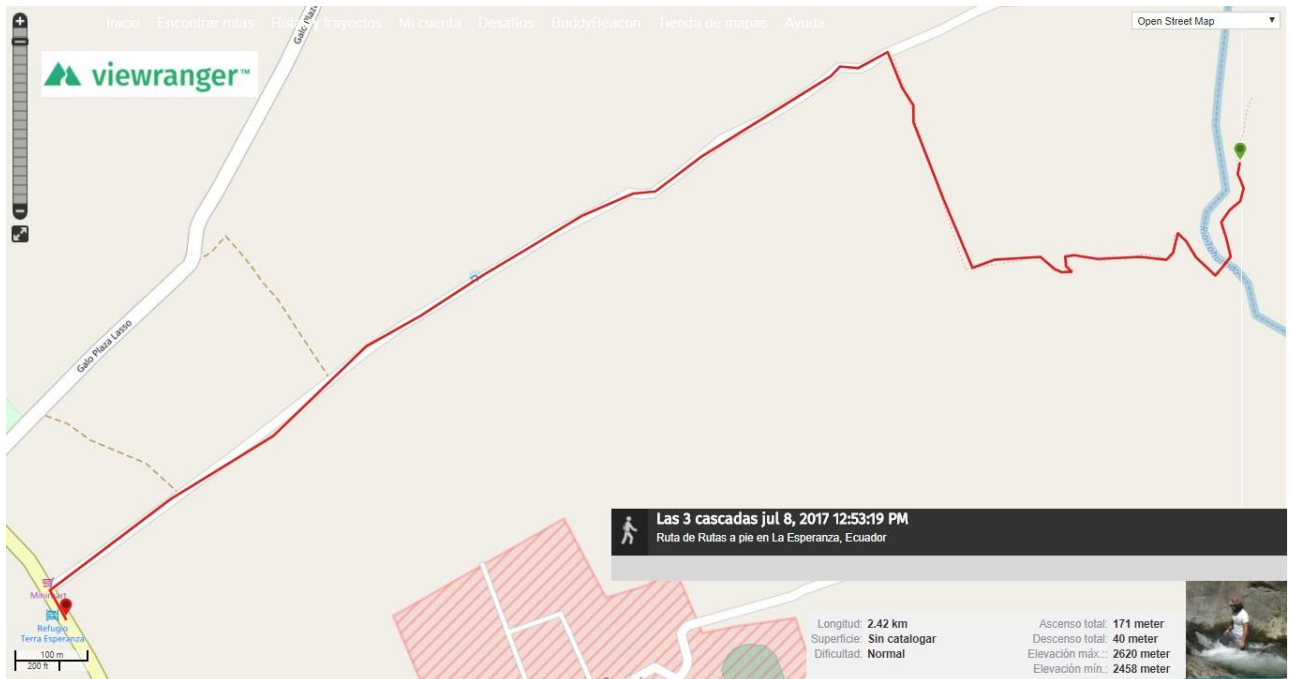 Inicio Encontrar rutas Rutas y trayectos Mi cuenta Desafíos BuddyBeacon Tienda de mapas Ayuda
Open Street Map
viewranger™
Galo Plaza Lasso
Las 3 cascadas jul 8, 2017 12:53:19 PM
Ruta de Rutas a pie en La Esperanza, Ecuador
Minimart
Refugio
Terra Esperanza
100 m
200 ft
Longitud: 2.42 km
Superficie: Sin catalogar
Dificultad: Normal
Ascenso total: 171 meter
Descenso total: 40 meter
Elevación máx.:: 2620 meter
Elevación mín.: 2458 meter